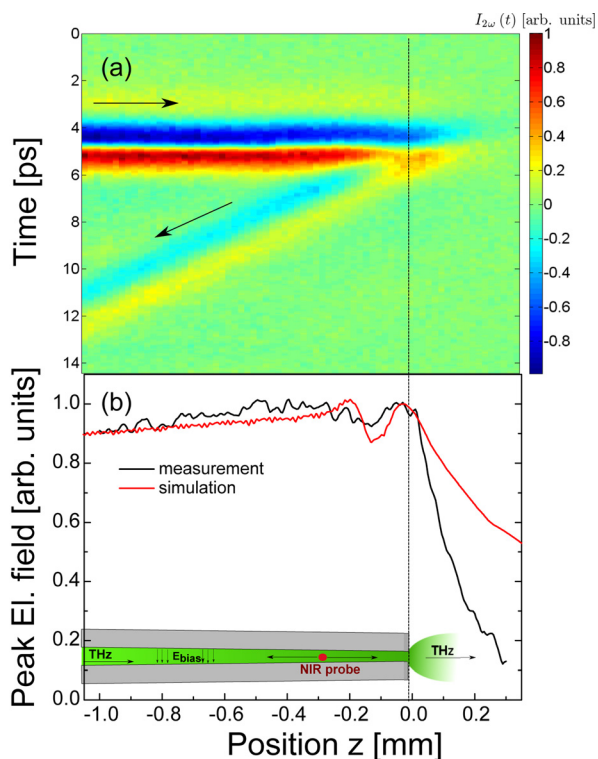 I2ω (t) [arb. units]
(a)
Time [ps]
0
2
4
6
8
10
12
14
1
0.8
0.6
0.4
0.2
0
-0.2
-0.4
-0.6
-0.8
(b)
Peak El. field [arb. units]
1.0
0.8
0.6
0.4
0.2
0.0
measurement
simulation
THz
Ebias
NIR probe
THz
-1.0 -0.8 -0.6 -0.4 -0.2 0.0 0.2
Position z [mm]